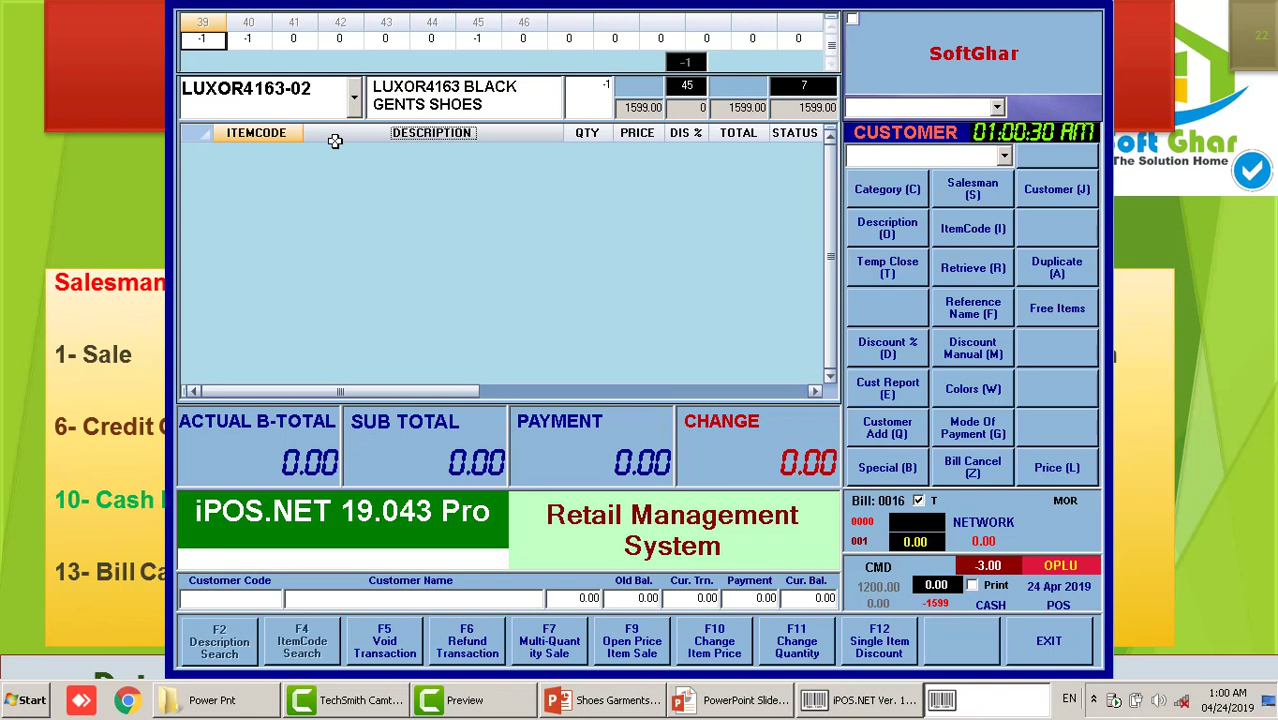 39 40 41 42 43 44 45 46
-1 -1 0 0 0 0 -1 0 0 0 0 0 0 0
-1
LUXOR4163-02
LUXOR4163 BLACK
GENTS SHOES
-1
45 7
1599.00 0 1599.00 1599.00
ITEMCODE DESCRIPTION QTY PRICE DIS % TOTAL STATUS
ACTUAL B-TOTAL SUB TOTAL PAYMENT CHANGE
0.00 0.00 0.00 0.00
iPOS.NET 19.043 Pro
Retail Management
System
Customer Code Customer Name Old Bal. Cur. Trn. Payment Cur. Bal.
0.00 0.00 0.00 0.00 0.00
F2
Description
Search
F4
ItemCode
Search
F5
Void
Transaction
F6
Refund
Transaction
F7
Multi-Quant
ity Sale
F9
Open Price
Item Sale
F10
Change
Item Price
F11
Change
Quantity
F12
Single Item
Discount
EXIT
SoftGhar
CUSTOMER 01:00:30 AM
Category (C)
Salesman
(S)
Customer (J)
Description
(O)
ItemCode (I)
Temp Close
(T)
Retrieve (R)
Duplicate
(A)
Reference
Name (F)
Free Items
Discount %
(D)
Discount
Manual (M)
Cust Report
(E)
Colors (W)
Customer
Add (Q)
Mode Of
Payment (G)
Special (B)
Bill Cancel
(Z)
Price (L)
Bill: 0016 T MOR
0000 NETWORK
001 0.00 0.00
CMD -3.00 OPLU
1200.00 0.00 Print 24 Apr 2019
0.00 -1599 CASH POS
22
Soft Ghar
The Solution Home
Salesman
1- Sale
6- Credit
10- Cash
13- Bill Ca
Start
Power Pnt
TechSmith Camt...
Preview
Shoes Garments...
PowerPoint Slide...
iPOS.NET Ver. 1...
EN
1:00 AM
04/24/2019